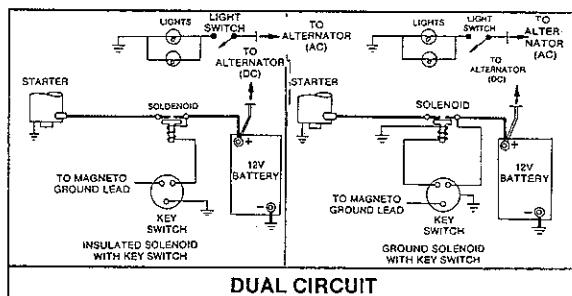 LIGHTS
LIGHT
SWITCH
TO
ALTERNATOR
(AC)
TO
ALTERNATOR
(DC)
STARTER
SOLDENOID
+
12V
BATTERY
-
TO MAGNETO
GROUND LEAD
KEY
SWITCH
INSULATED SOLENOID
WITH KEY SWITCH
LIGHTS
LIGHT
SWITCH
TO
ALTER-
NATOR
(AC)
TO
ALTERNATOR
(DC)
STARTER
SOLENOID
+
12V
BATTERY
-
TO MAGNETO
GROUND LEAD
KEY
SWITCH
GROUND SOLENOID
WITH KEY SWITCH
DUAL CIRCUIT